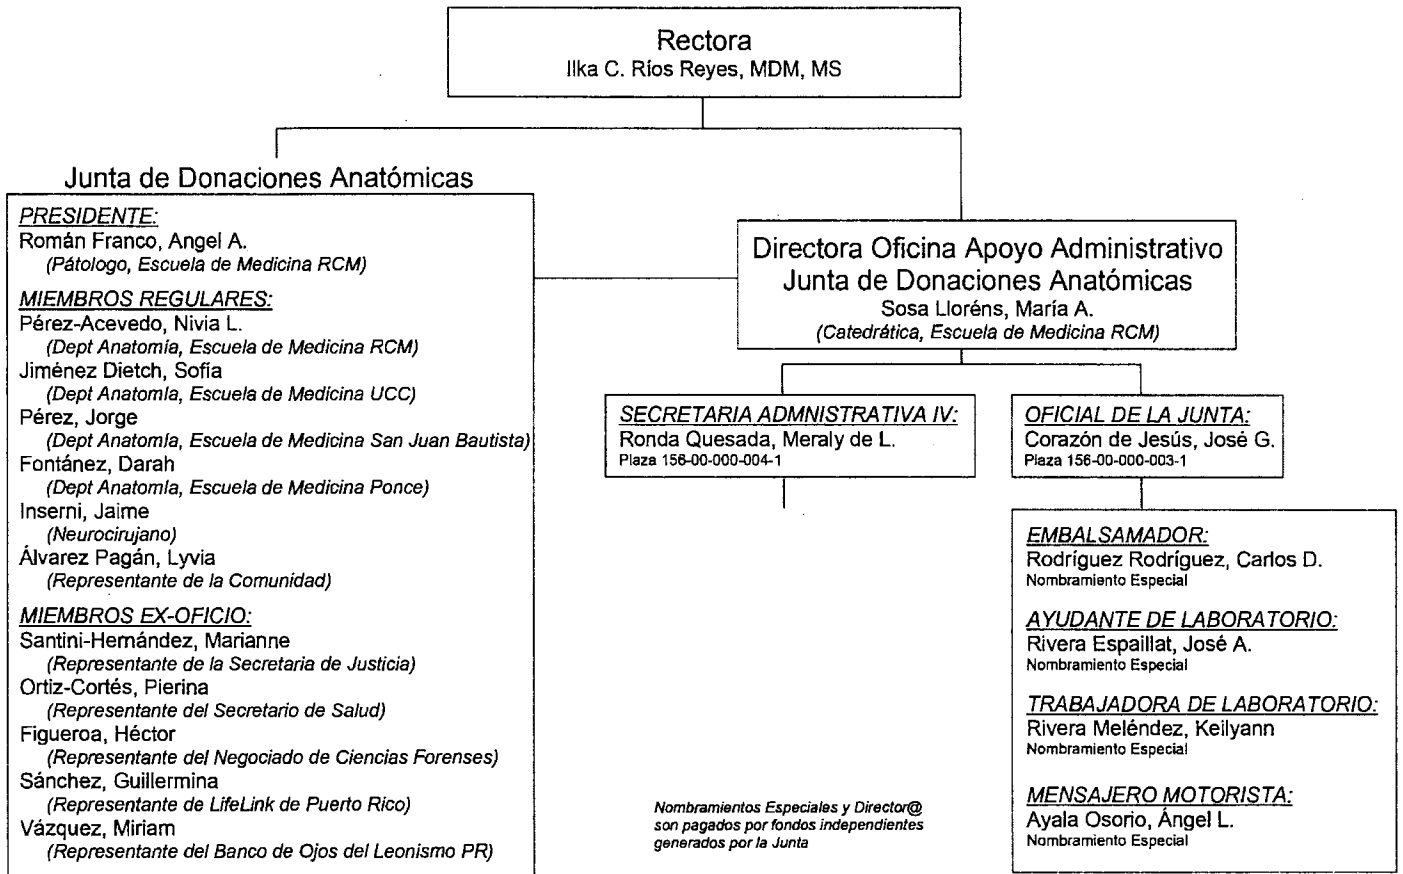 Rectora
Ilka C. Ríos Reyes, MDM, MS
Junta de Donaciones Anatómicas
PRESIDENTE:
Román Franco, Angel A.
(Pátologo, Escuela de Medicina RCM)
MIEMBROS REGULARES:
Pérez-Acevedo, Nivia L.
(Dept Anatomía, Escuela de Medicina RCM)
Jiménez Dietch, Sofía
(Dept Anatomía, Escuela de Medicina UCC)
Pérez, Jorge
(Dept Anatomía, Escuela de Medicina San Juan Bautista)
Fontánez, Darah
(Dept Anatomía, Escuela de Medicina Ponce)
Inserni, Jaime
(Neurocirujano)
Álvarez Pagán, Lyvia
(Representante de la Comunidad)
MIEMBROS EX-OFICIO:
Santini-Hernández, Marianne
(Representante de la Secretaria de Justicia)
Ortiz-Cortés, Pierina
(Representante del Secretario de Salud)
Figueroa, Héctor
(Representante del Negociado de Ciencias Forenses)
Sánchez, Guillermina
(Representante de LifeLink de Puerto Rico)
Vázquez, Miriam
(Representante del Banco de Ojos del Leonismo PR)
Directora Oficina Apoyo Administrativo
Junta de Donaciones Anatómicas
Sosa Lloréns, María A.
(Catedrática, Escuela de Medicina RCM)
SECRETARIA ADMNISTRATIVA IV:
Ronda Quesada, Meraly de L.
Plaza 156-00-000-004-1
OFICIAL DE LA JUNTA:
Corazón de Jesús, José G.
Plaza 156-00-000-003-1
EMBALSAMADOR:
Rodríguez Rodríguez, Carlos D.
Nombramiento Especial
AYUDANTE DE LABORATORIO:
Rivera Espaillat, José A.
Nombramiento Especial
TRABAJADORA DE LABORATORIO:
Rivera Meléndez, Keilyann
Nombramiento Especial
MENSAJERO MOTORISTA:
Ayala Osorio, Ángel L.
Nombramiento Especial
Nombramientos Especiales y Director@
son pagados por fondos independientes
generados por la Junta